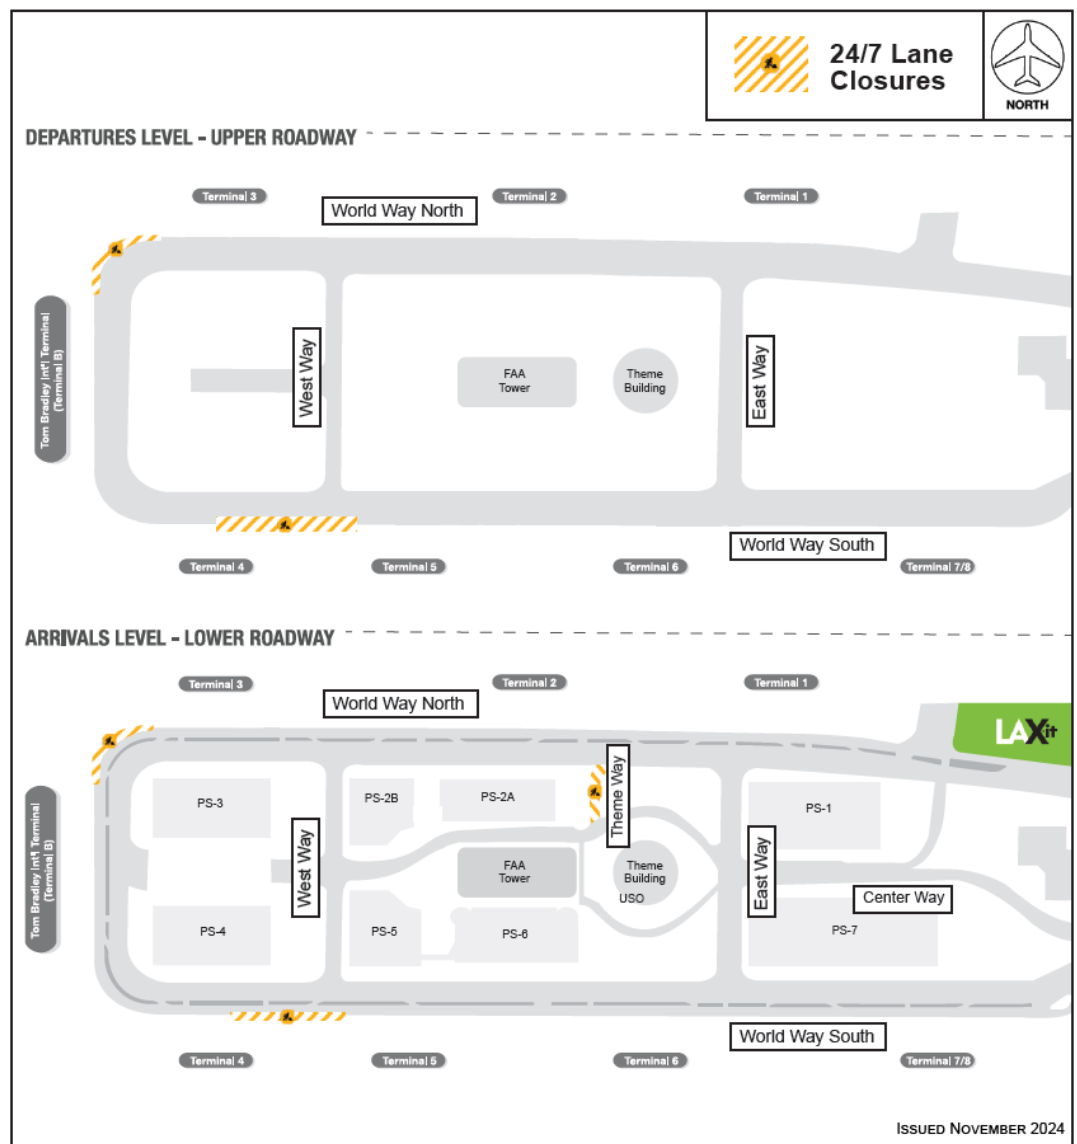 24/7 Lane
Closures
NORTH
DEPARTURES LEVEL - UPPER ROADWAY
Terminal 3
Terminal 2
Terminal 1
World Way North
Tom Bradley Int'l Terminal
(Terminal B)
West Way
FAA
Tower
Theme
Building
East Way
World Way South
Terminal 4
Terminal 5
Terminal 6
Terminal 7/8
ARRIVALS LEVEL - LOWER ROADWAY
Terminal 3
Terminal 2
Terminal 1
World Way North
LAXit
Theme Way
PS-3
PS-2B
PS-2A
PS-1
Tom Bradley Int'l Terminal
(Terminal B)
West Way
FAA
Tower
Theme
Building
USO
East Way
Center Way
PS-4
PS-5
PS-6
PS-7
World Way South
Terminal 4
Terminal 5
Terminal 6
Terminal 7/8
ISSUED NOVEMBER 2024